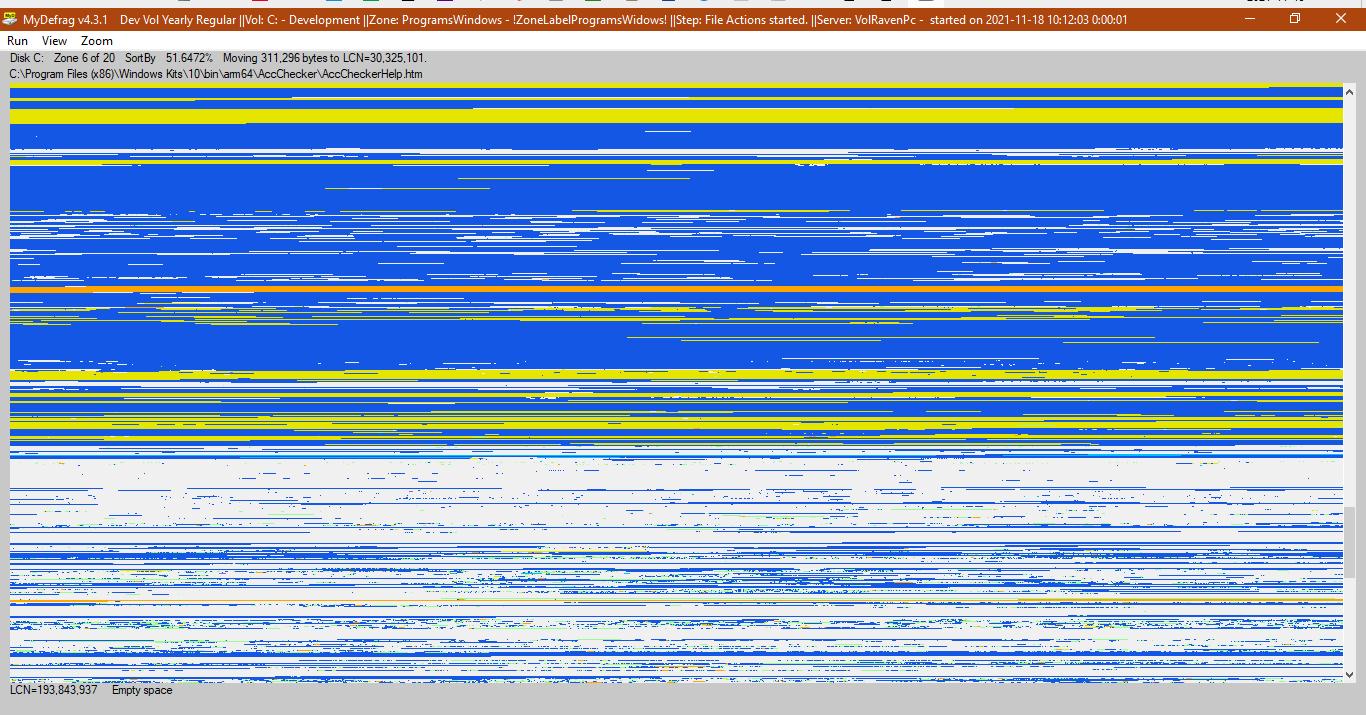 MyDefrag v4.3.1 Dev Vol Yearly Regular ||Vol: C: - Development ||Zone: ProgramsWindows - !ZoneLabelProgramsWidows! ||Step: File Actions started. ||Server: VolRavenPc - started on 2021-11-18 10:12:03 0:00:01
Run View Zoom
Disk C: Zone 6 of 20 SortBy 51.6472% Moving 311,296 bytes to LCN=30,325,101.
C:\Program Files (x86)\Windows Kits\10\bin\arm64\AccChecker\AccCheckerHelp.htm
LCN=193,843,937 Empty space